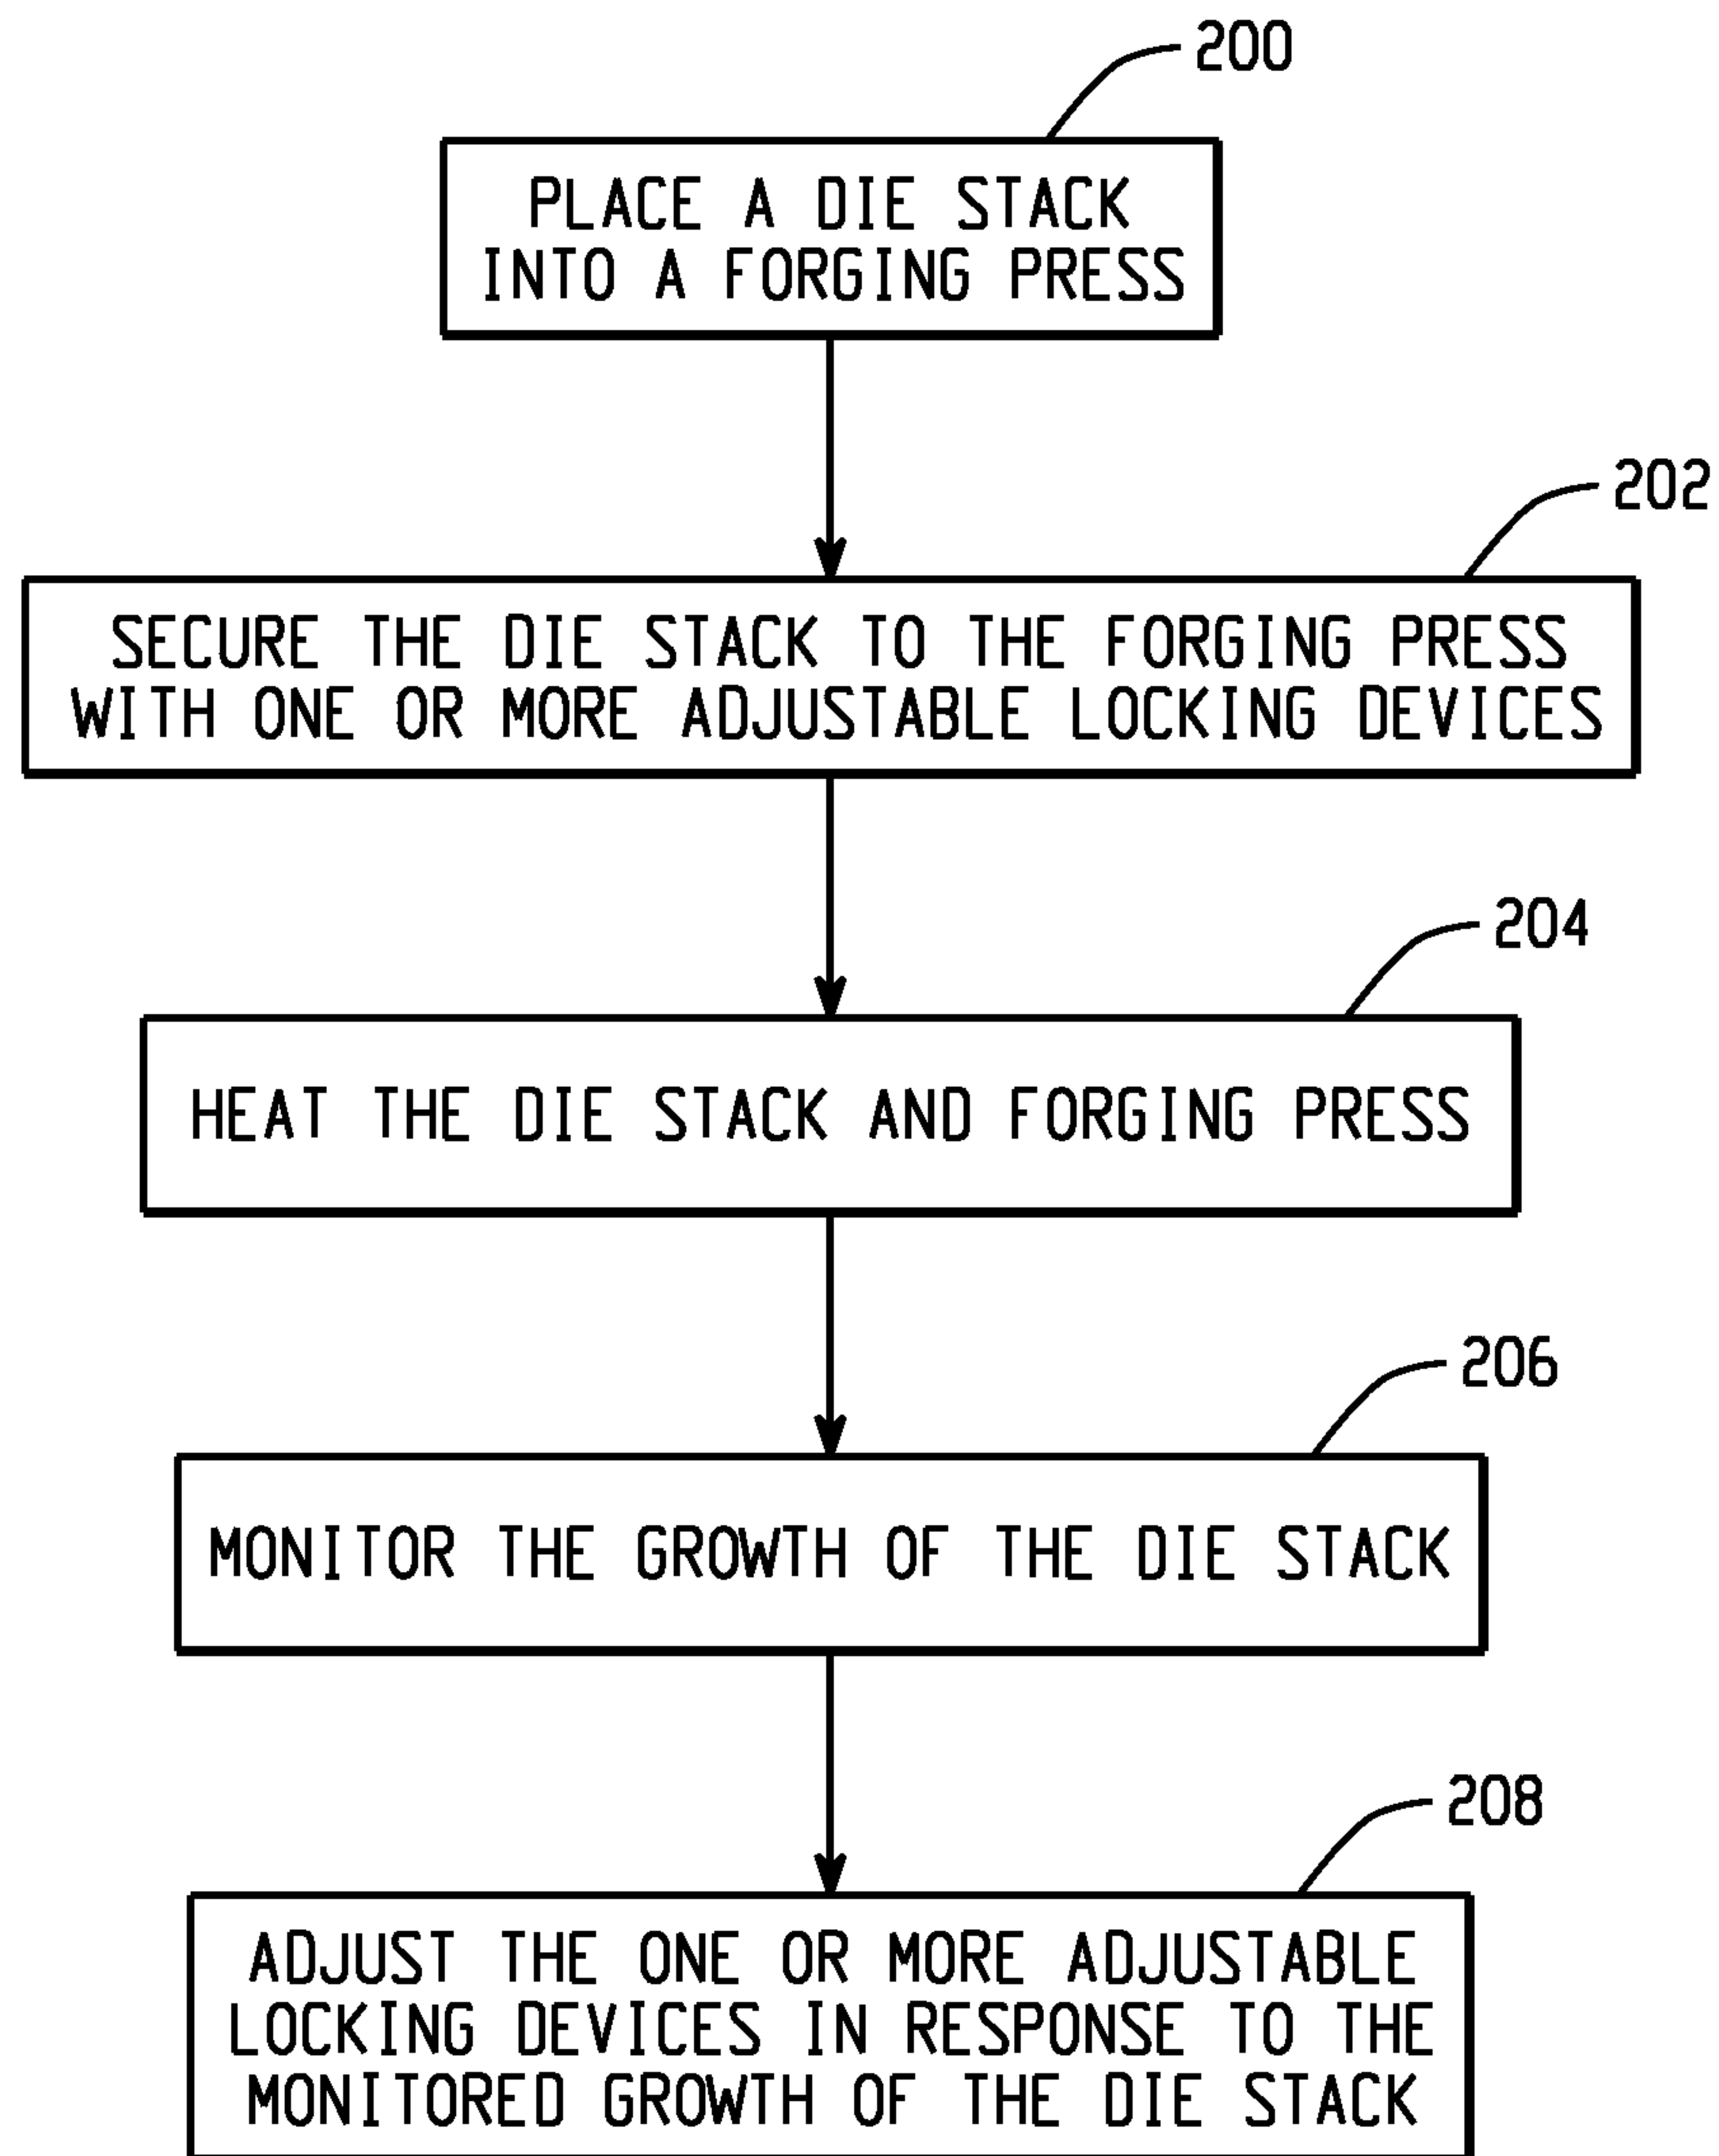 200
PLACE A DIE STACK
INTO A FORGING PRESS
202
SECURE THE DIE STACK TO THE FORGING PRESS
WITH ONE OR MORE ADJUSTABLE LOCKING DEVICES
204
HEAT THE DIE STACK AND FORGING PRESS
206
MONITOR THE GROWTH OF THE DIE STACK
208
ADJUST THE ONE OR MORE ADJUSTABLE
LOCKING DEVICES IN RESPONSE TO THE
MONITORED GROWTH OF THE DIE STACK